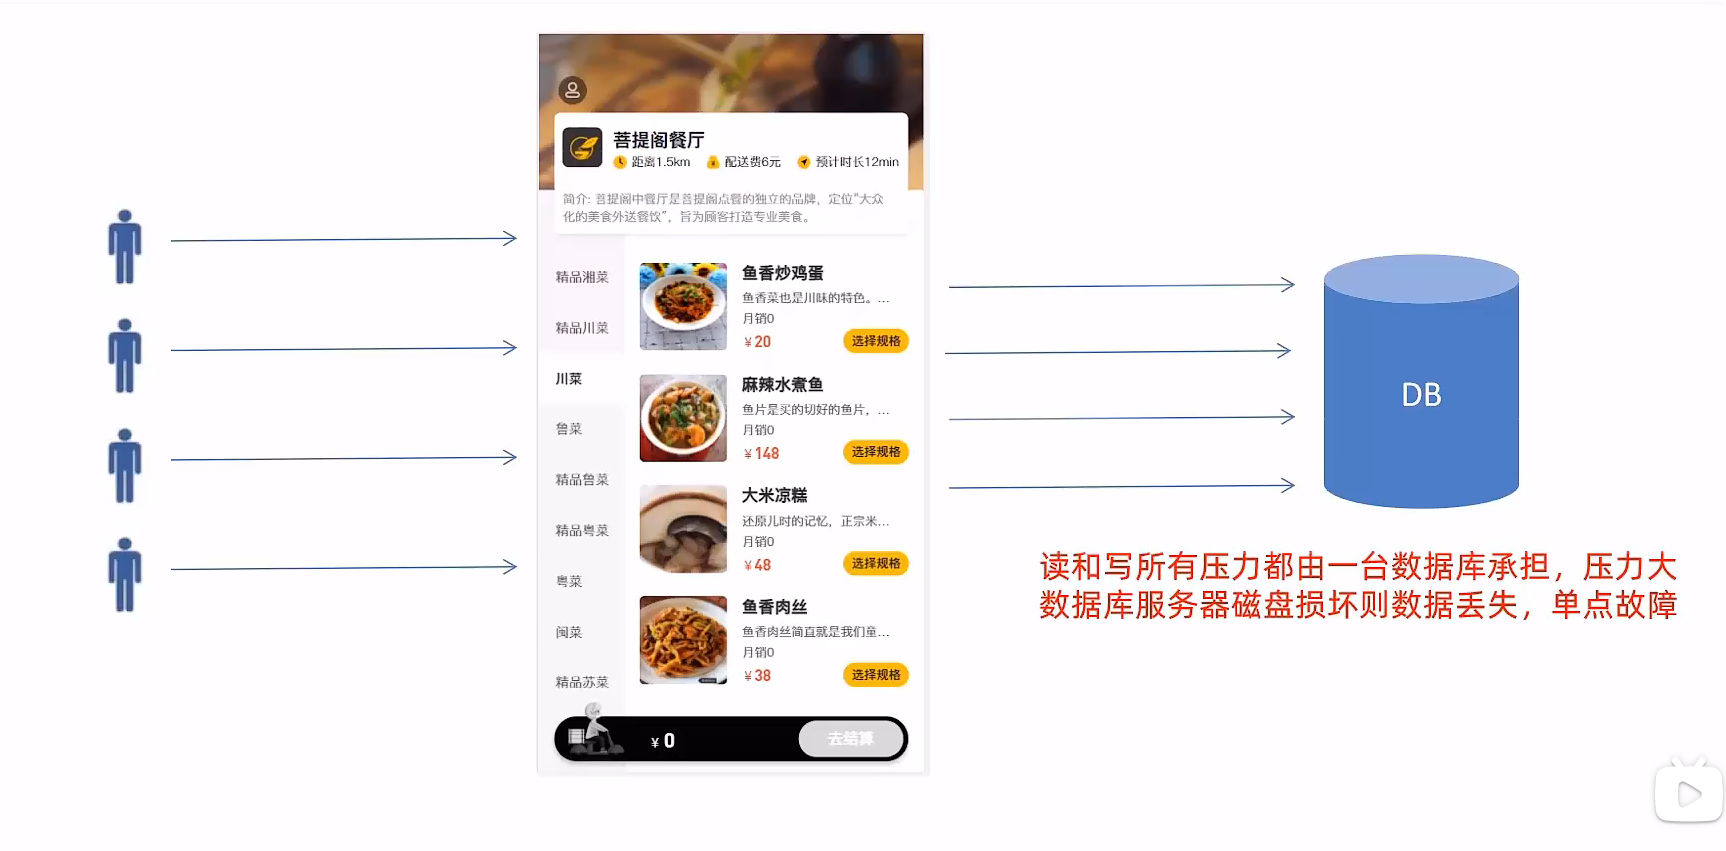 菩提阁餐厅
距离1.5km 配送费6元 预计时长12min
简介: 菩提阁中餐厅是菩提阁点餐的独立的品牌，定位“大众
化的美食外送餐饮”，旨为顾客打造专业美食。
精品湘菜
精品川菜
川菜
鲁菜
精品鲁菜
精品粤菜
粤菜
闽菜
精品苏菜
鱼香炒鸡蛋
鱼香菜也是川味的特色。...
月销0
¥20 选择规格
麻辣水煮鱼
鱼片是买的切好的鱼片，...
月销0
¥148 选择规格
大米凉糕
还原儿时的记忆，正宗米...
月销0
¥48 选择规格
鱼香肉丝
鱼香肉丝简直就是我们童...
月销0
¥38 选择规格
¥0 去结算
DB
读和写所有压力都由一台数据库承担，压力大
数据库服务器磁盘损坏则数据丢失，单点故障